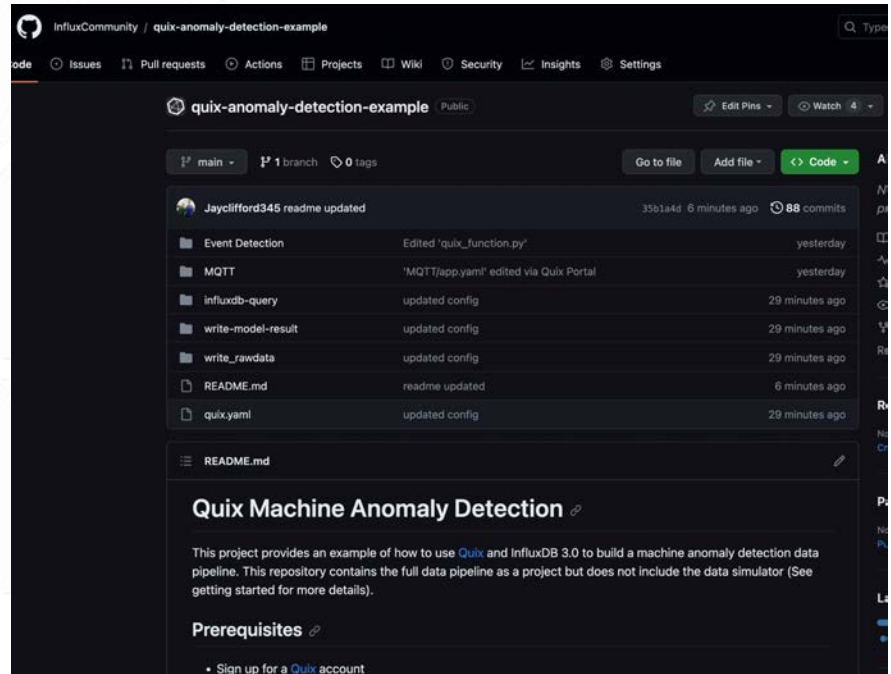 InfluxCommunity / quix-anomaly-detection-example
Type
ode Issues Pull requests Actions Projects Wiki Security Insights Settings
quix-anomaly-detection-example Public Edit Pins Watch 4
main 1 branch 0 tags Go to file Add file <> Code
Jayclifford345 readme updated 35b1a4d 6 minutes ago 88 commits
Event Detection Edited 'quix_function.py' yesterday
MQTT 'MQTT/app.yaml' edited via Quix Portal yesterday
influxdb-query updated config 29 minutes ago
write-model-result updated config 29 minutes ago
write_rawdata updated config 29 minutes ago
README.md readme updated 6 minutes ago
quix.yaml updated config 29 minutes ago
README.md
Quix Machine Anomaly Detection
This project provides an example of how to use Quix and InfluxDB 3.0 to build a machine anomaly detection data
pipeline. This repository contains the full data pipeline as a project but does not include the data simulator (See
getting started for more details).
Prerequisites
• Sign up for a Quix account